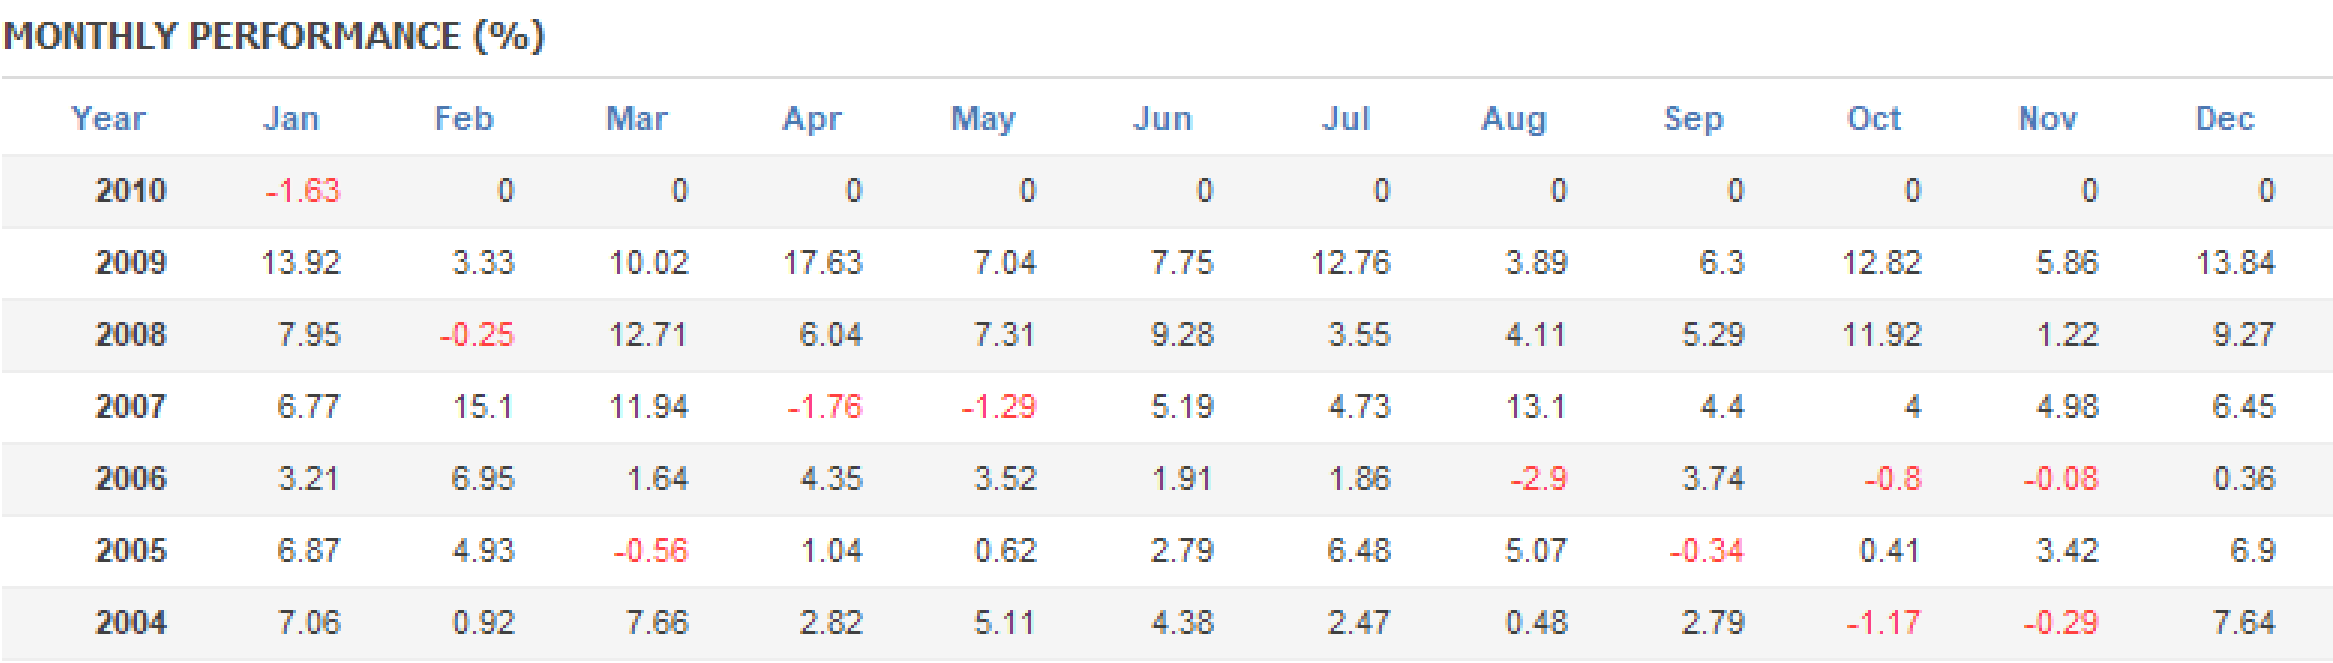 MONTHLY PERFORMANCE (%)
Year Jan Feb Mar Apr May Jun Jul Aug Sep Oct Nov Dec
2010 -1.63 0 0 0 0 0 0 0 0 0 0 0
2009 13.92 3.33 10.02 17.63 7.04 7.75 12.76 3.89 6.3 12.82 5.86 13.84
2008 7.95 -0.25 12.71 6.04 7.31 9.28 3.55 4.11 5.29 11.92 1.22 9.27
2007 6.77 15.1 11.94 -1.76 -1.29 5.19 4.73 13.1 4.4 4 4.98 6.45
2006 3.21 6.95 1.64 4.35 3.52 1.91 1.86 -2.9 3.74 -0.8 -0.08 0.36
2005 6.87 4.93 -0.56 1.04 0.62 2.79 6.48 5.07 -0.34 0.41 3.42 6.9
2004 7.06 0.92 7.66 2.82 5.11 4.38 2.47 0.48 2.79 -1.17 -0.29 7.64